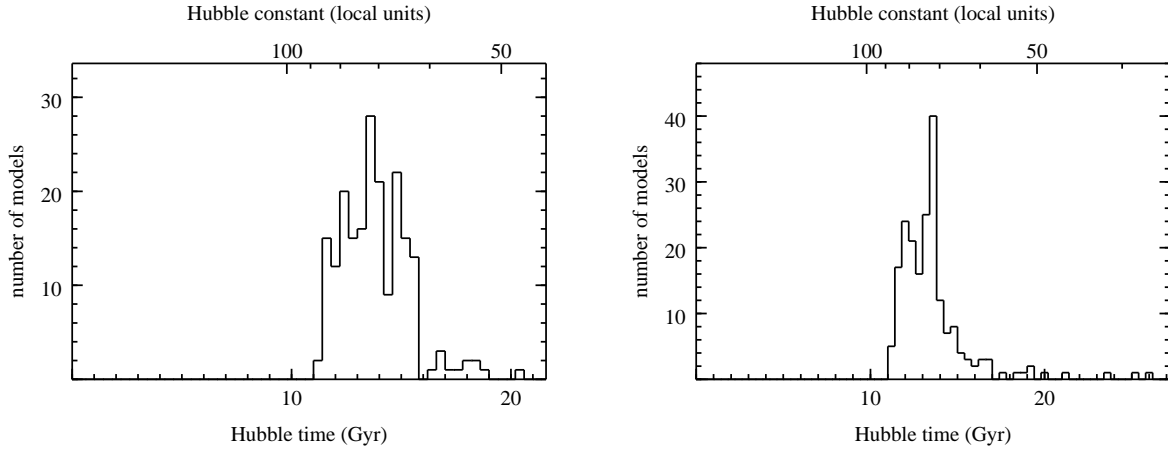 Hubble constant (local units)
100 50
30
20
10
number of models
10 20
Hubble time (Gyr)
Hubble constant (local units)
100 50
40
30
20
10
number of models
10 20
Hubble time (Gyr)